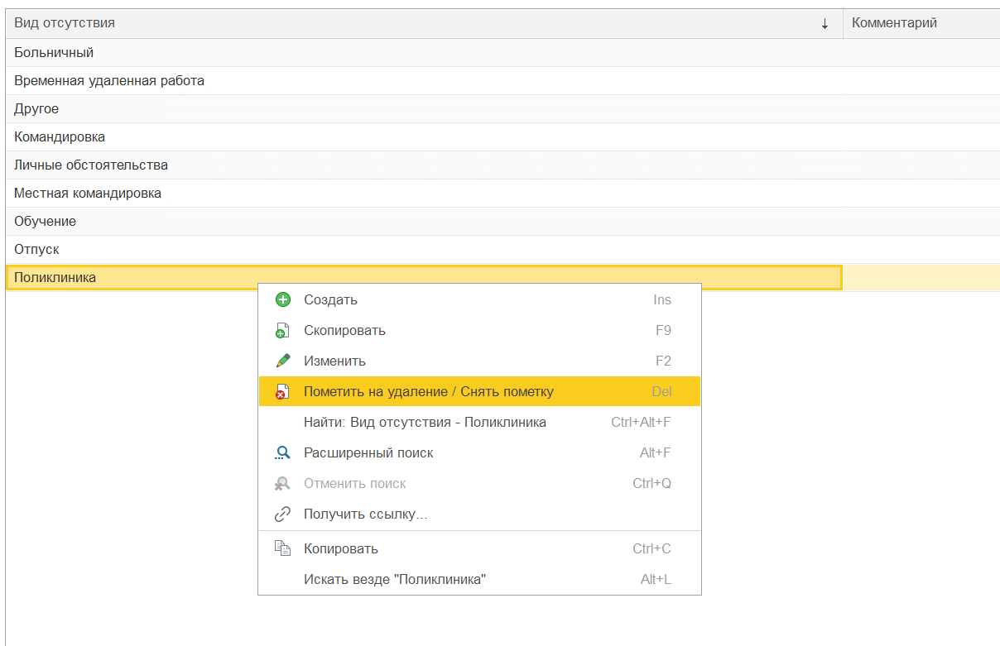 Вид отсутствия ↓ Комментарий
Больничный
Временная удаленная работа
Другое
Командировка
Личные обстоятельства
Местная командировка
Обучение
Отпуск
Поликлиника
Создать Ins
Скопировать F9
Изменить F2
Пометить на удаление / Снять пометку Del
Найти: Вид отсутствия - Поликлиника Ctrl+Alt+F
Расширенный поиск Alt+F
Отменить поиск Ctrl+Q
Получить ссылку...
Копировать Ctrl+C
Искать везде "Поликлиника" Alt+L